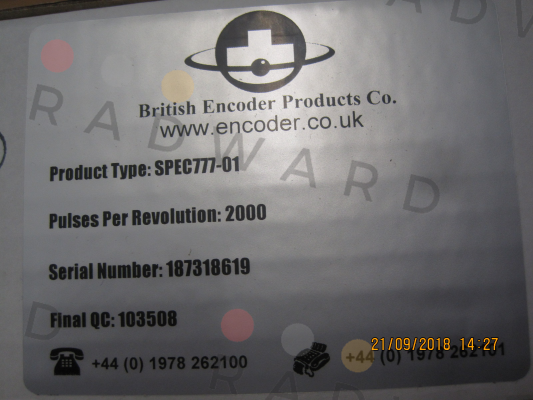 British Encoder Products Co.
www.encoder.co.uk
RADWARD
Product Type: SPEC777-01
Pulses Per Revolution: 2000
Serial Number: 187318619
Final QC: 103508
+44 (0) 1978 262100
+44 (0) 1978 262101
21/09/2018 14:27